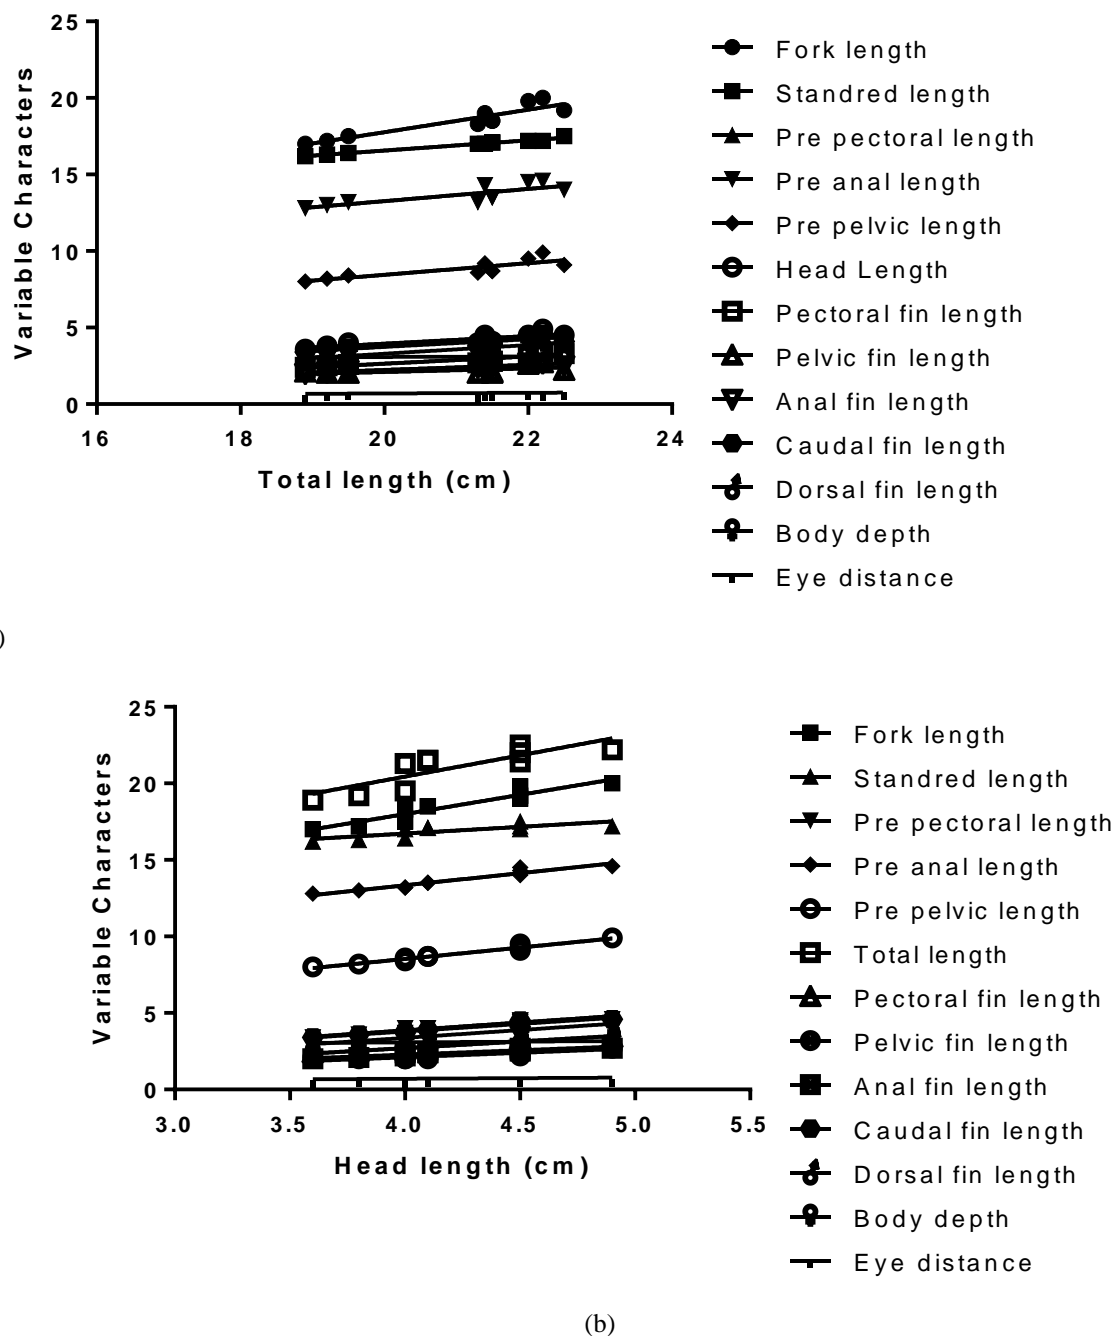 25
20
15
10
5
0
16 18 20 22 24
Variable Characters
Total length (cm)
Fork length
Standred length
Pre pectoral length
Pre anal length
Pre pelvic length
Head Length
Pectoral fin length
Pelvic fin length
Anal fin length
Caudal fin length
Dorsal fin length
Body depth
Eye distance
)
25
20
15
10
5
0
3.0 3.5 4.0 4.5 5.0 5.5
Variable Characters
Head length (cm)
Fork length
Standred length
Pre pectoral length
Pre anal length
Pre pelvic length
Total length
Pectoral fin length
Pelvic fin length
Anal fin length
Caudal fin length
Dorsal fin length
Body depth
Eye distance
(b)